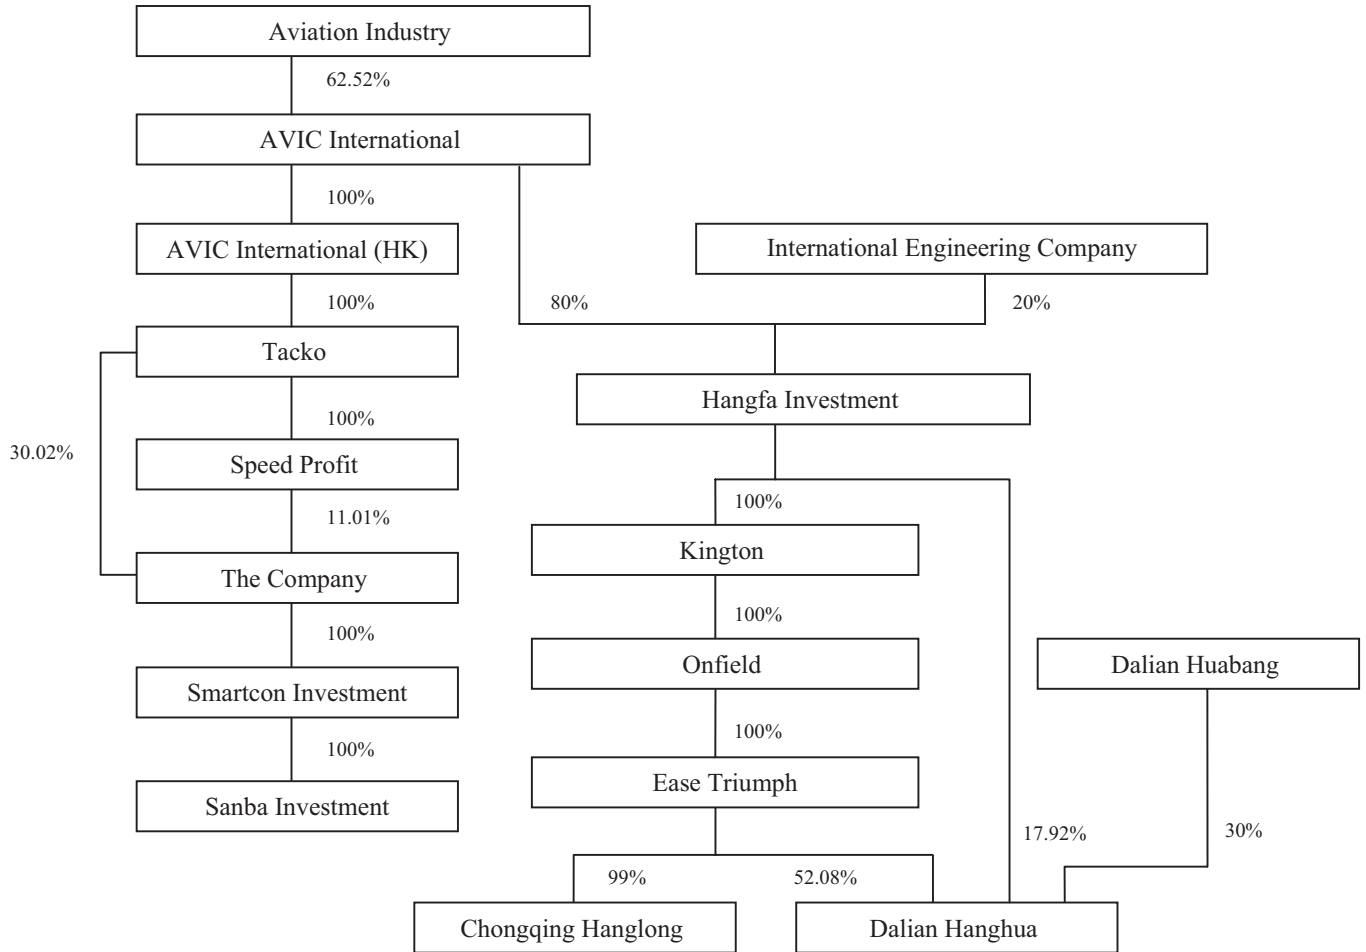 Aviation Industry
62.52%
AVIC International
100%
AVIC International (HK)
International Engineering Company
100%
80%
20%
Tacko
Hangfa Investment
100%
30.02%
Speed Profit
100%
11.01%
Kington
The Company
100%
100%
Onfield
Dalian Huabang
Smartcon Investment
100%
100%
Ease Triumph
Sanba Investment
17.92%
30%
99%
52.08%
Chongqing Hanglong
Dalian Hanghua